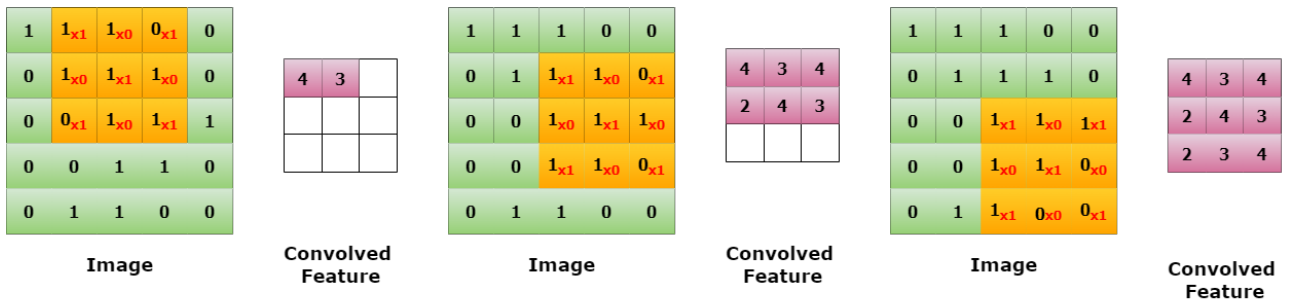 1 1x1 1x0 0x1 0
0 1x0 1x1 1x0 0
0 0x1 1x0 1x1 1
0 0 1 1 0
0 1 1 0 0
Image
4 3
Convolved
Feature
1 1 1 0 0
0 1 1x1 1x0 0x1
0 0 1x0 1x1 1x0
0 0 1x1 1x0 0x1
0 1 1 0 0
Image
4 3 4
2 4 3
Convolved
Feature
1 1 1 0 0
0 1 1 1 0
0 0 1x1 1x0 1x1
0 0 1x0 1x1 0x0
0 1 1x1 0x0 0x1
Image
4 3 4
2 4 3
2 3 4
Convolved
Feature